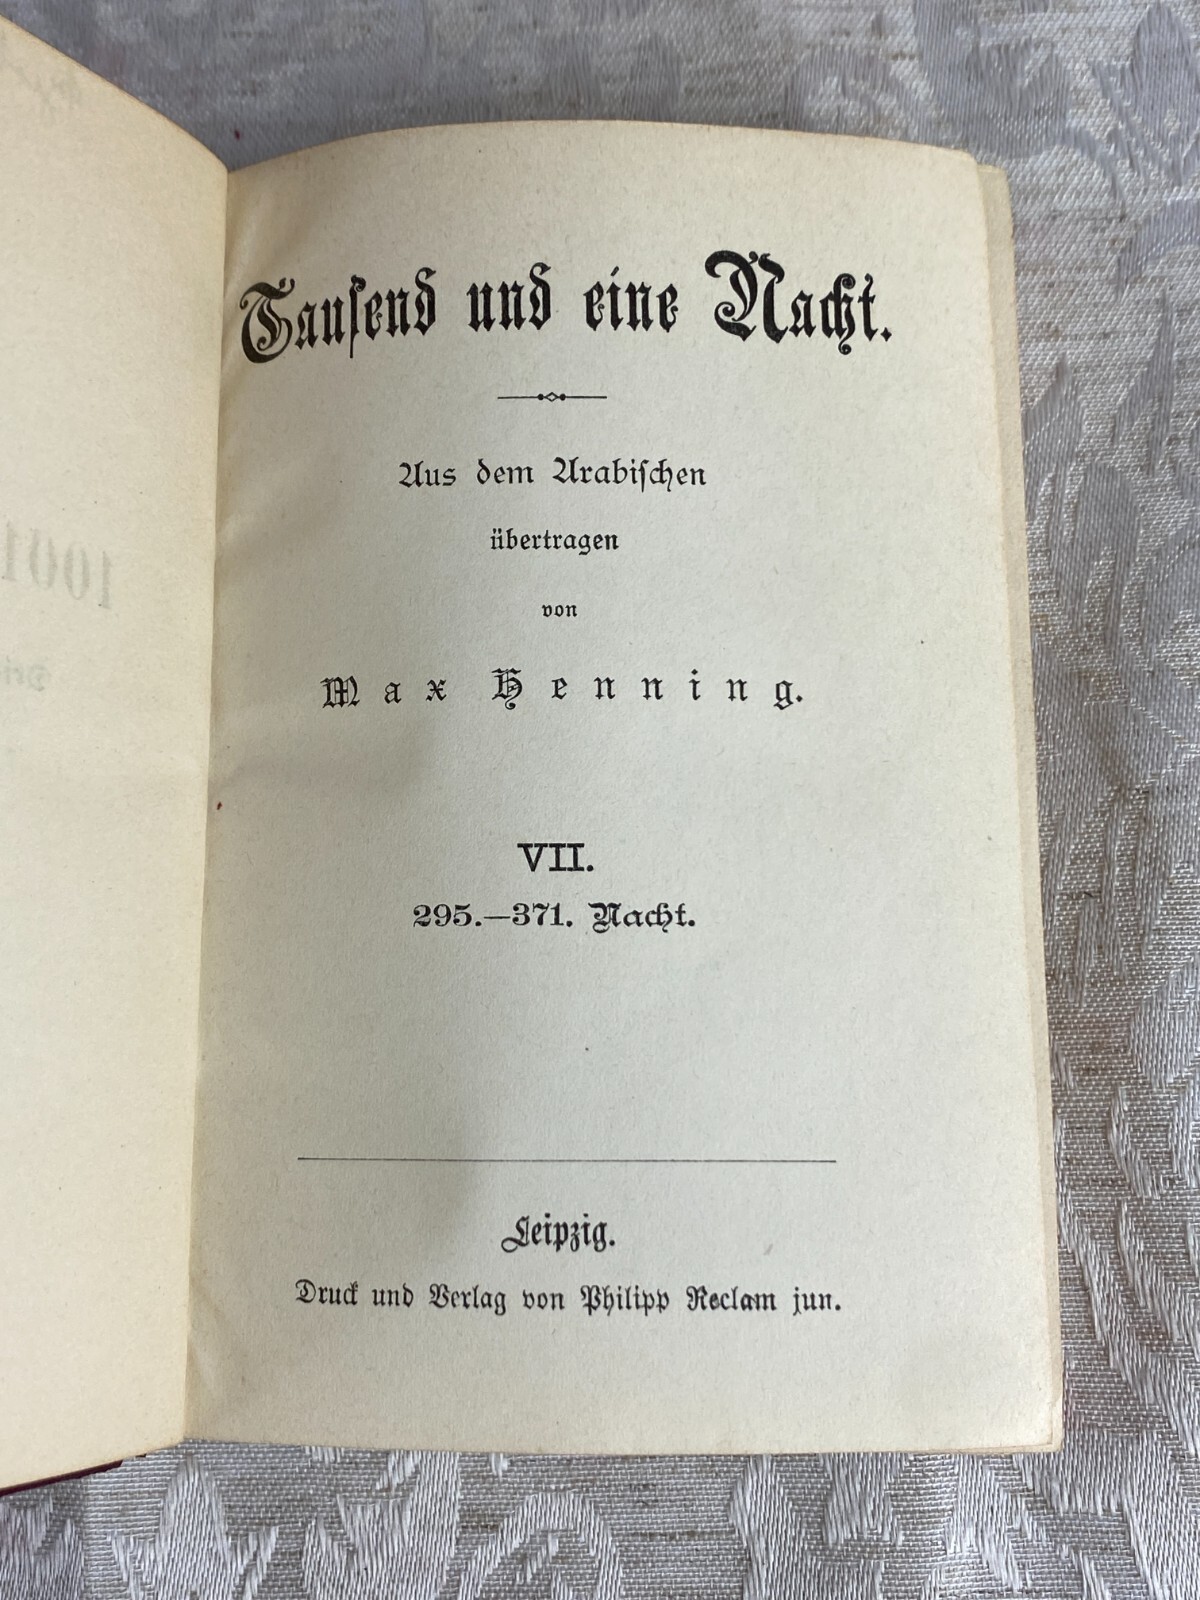 Tauſend und eine Nacht.
Aus dem Arabiſchen
übertragen
von
Max Henning.
VII.
295.—371. Nacht.
Leipzig.
Druck und Verlag von Philipp Reclam jun.
1001